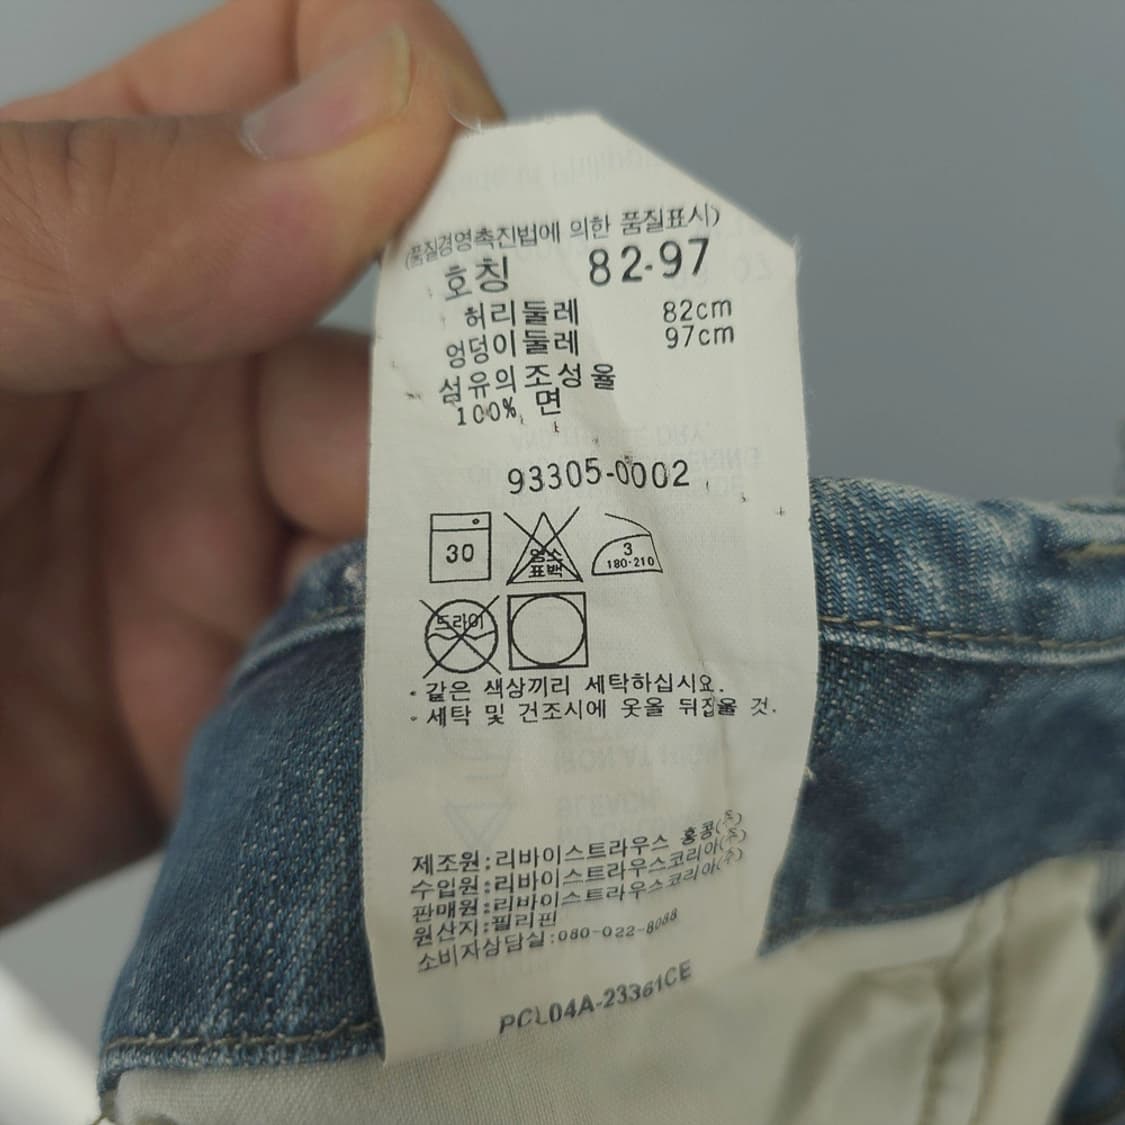 (품질경영촉진법에 의한 품질표시)
호칭 82-97
허리둘레 82cm
엉덩이둘레 97cm
섬유의조성율
100% 면
93305-0002
30
염소
표백
3
180-210
드라이
· 같은 색상끼리 세탁하십시요.
· 세탁 및 건조시에 옷을 뒤집을 것.
제조원:리바이스트라우스 홍콩(주)
수입원:리바이스트라우스코리아(주)
판매원:리바이스트라우스코리아(주)
원산지:필리핀
소비자상담실:080-022-8088
PCL04A-23361CE